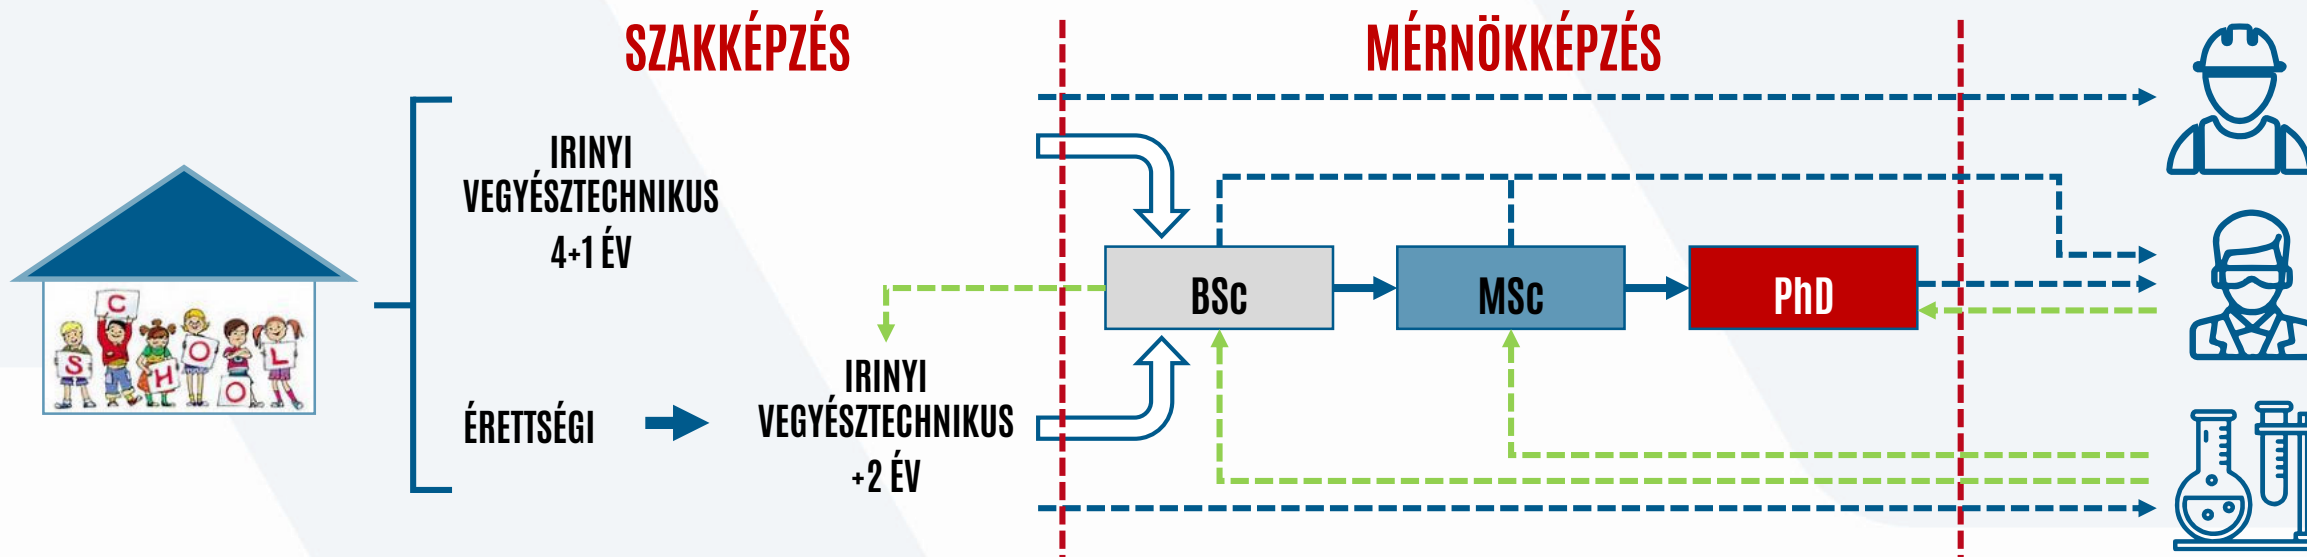 SZAKKÉPZÉS
MÉRNÖKKÉPZÉS
IRINYI
VEGYÉSZTECHNIKUS
4+1 ÉV
ÉRETTSÉGI
IRINYI
VEGYÉSZTECHNIKUS
+2 ÉV
BSc
MSc
PhD
S C H O O L